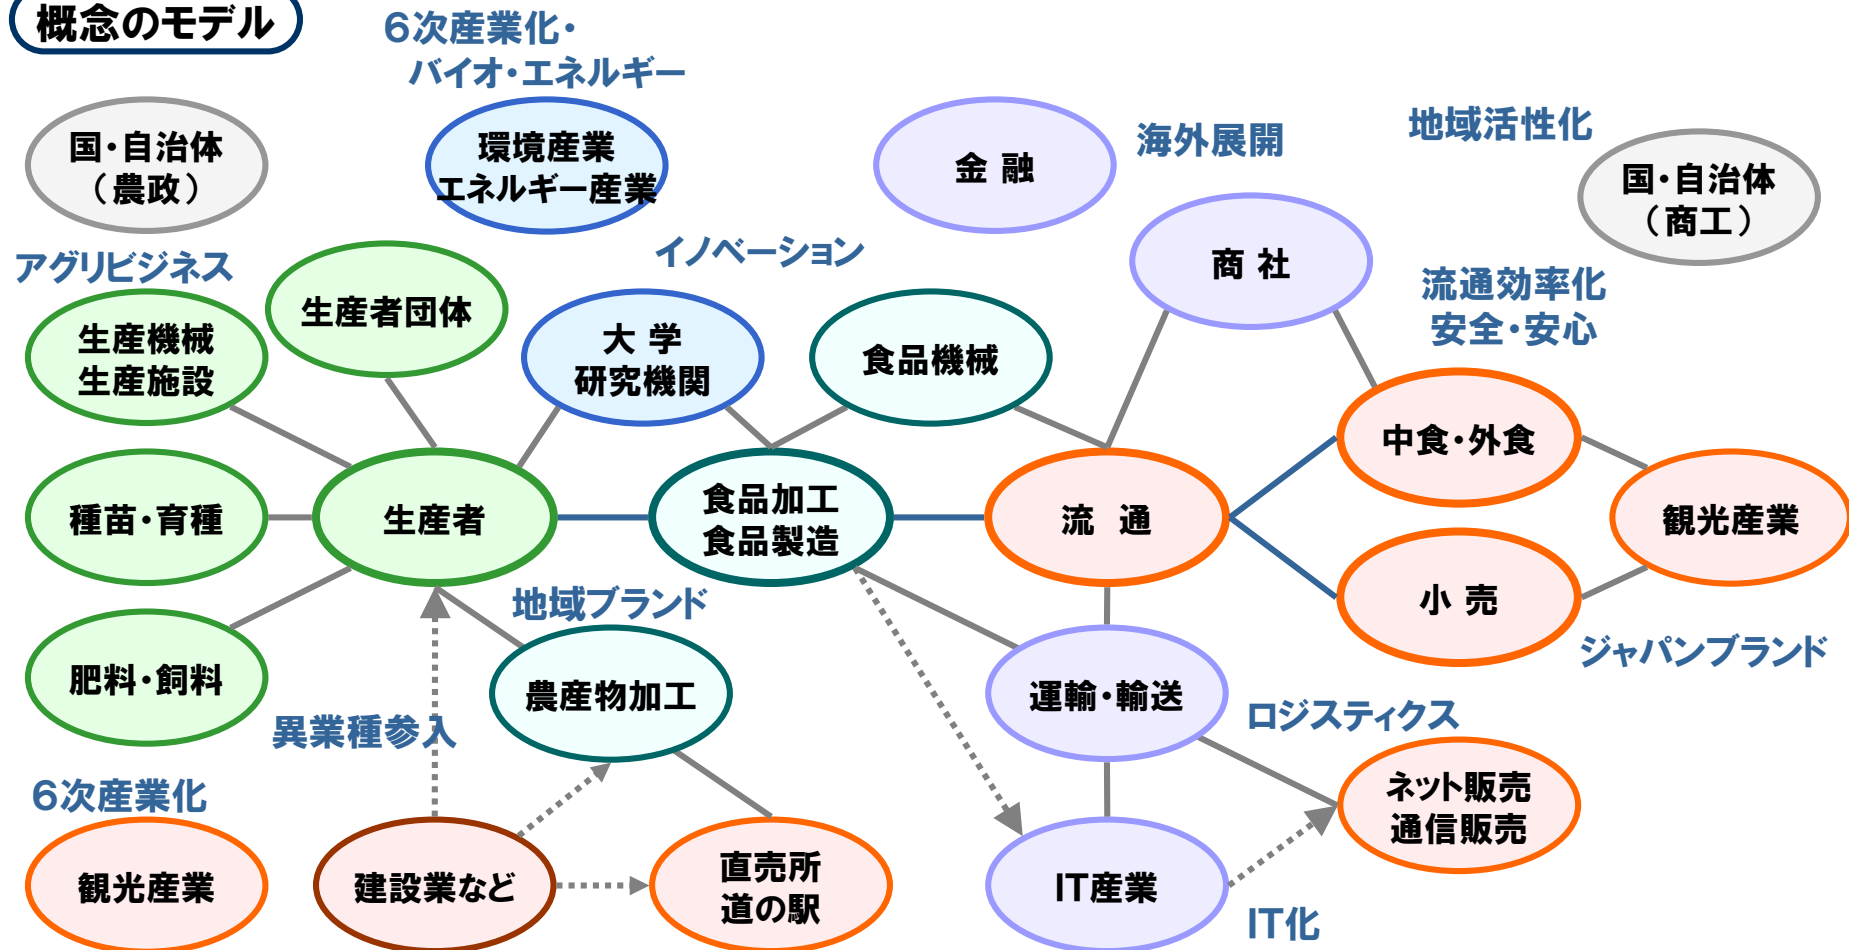 概念のモデル
6次産業化・
バイオ・エネルギー
国・自治体
（農政）
環境産業
エネルギー産業
金 融
海外展開
地域活性化
国・自治体
（商工）
アグリビジネス
生産者団体
イノベーション
商 社
流通効率化
安全・安心
生産機械
生産施設
大 学
研究機関
食品機械
中食・外食
種苗・育種
生産者
食品加工
食品製造
流 通
観光産業
小 売
地域ブランド
ジャパンブランド
肥料・飼料
農産物加工
運輸・輸送
異業種参入
ロジスティクス
6次産業化
ネット販売
通信販売
観光産業
建設業など
直売所
道の駅
IT産業
IT化